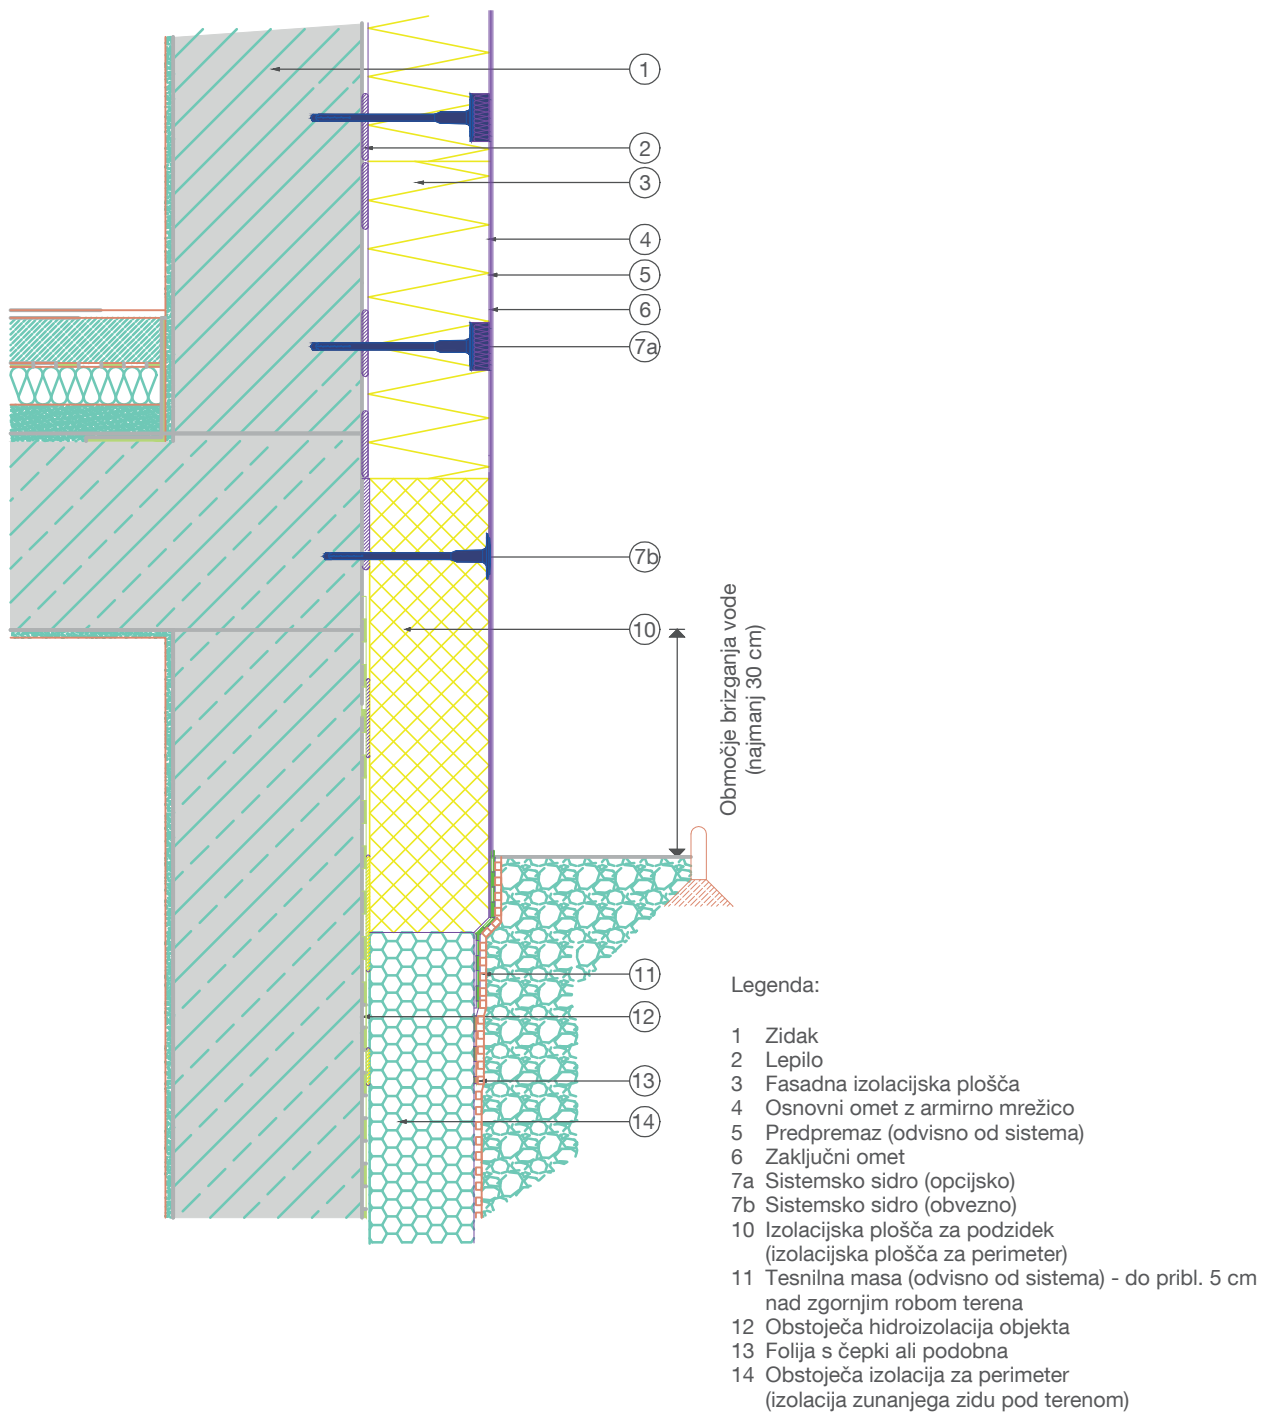 1
2
3
4
5
6
7a
7b
10
Območje brizganja vode
(najmanj 30 cm)
11
12
13
14
Legenda:
1 Zidak
2 Lepilo
3 Fasadna izolacijska plošča
4 Osnovni omet z armirno mrežico
5 Predpremaz (odvisno od sistema)
6 Zaključni omet
7a Sistemsko sidro (opcijsko)
7b Sistemsko sidro (obvezno)
10 Izolacijska plošča za podzidek
(izolacijska plošča za perimeter)
11 Tesnilna masa (odvisno od sistema) - do pribl. 5 cm
nad zgornjim robom terena
12 Obstoječa hidroizolacija objekta
13 Folija s čepki ali podobna
14 Obstoječa izolacija za perimeter
(izolacija zunanjega zidu pod terenom)